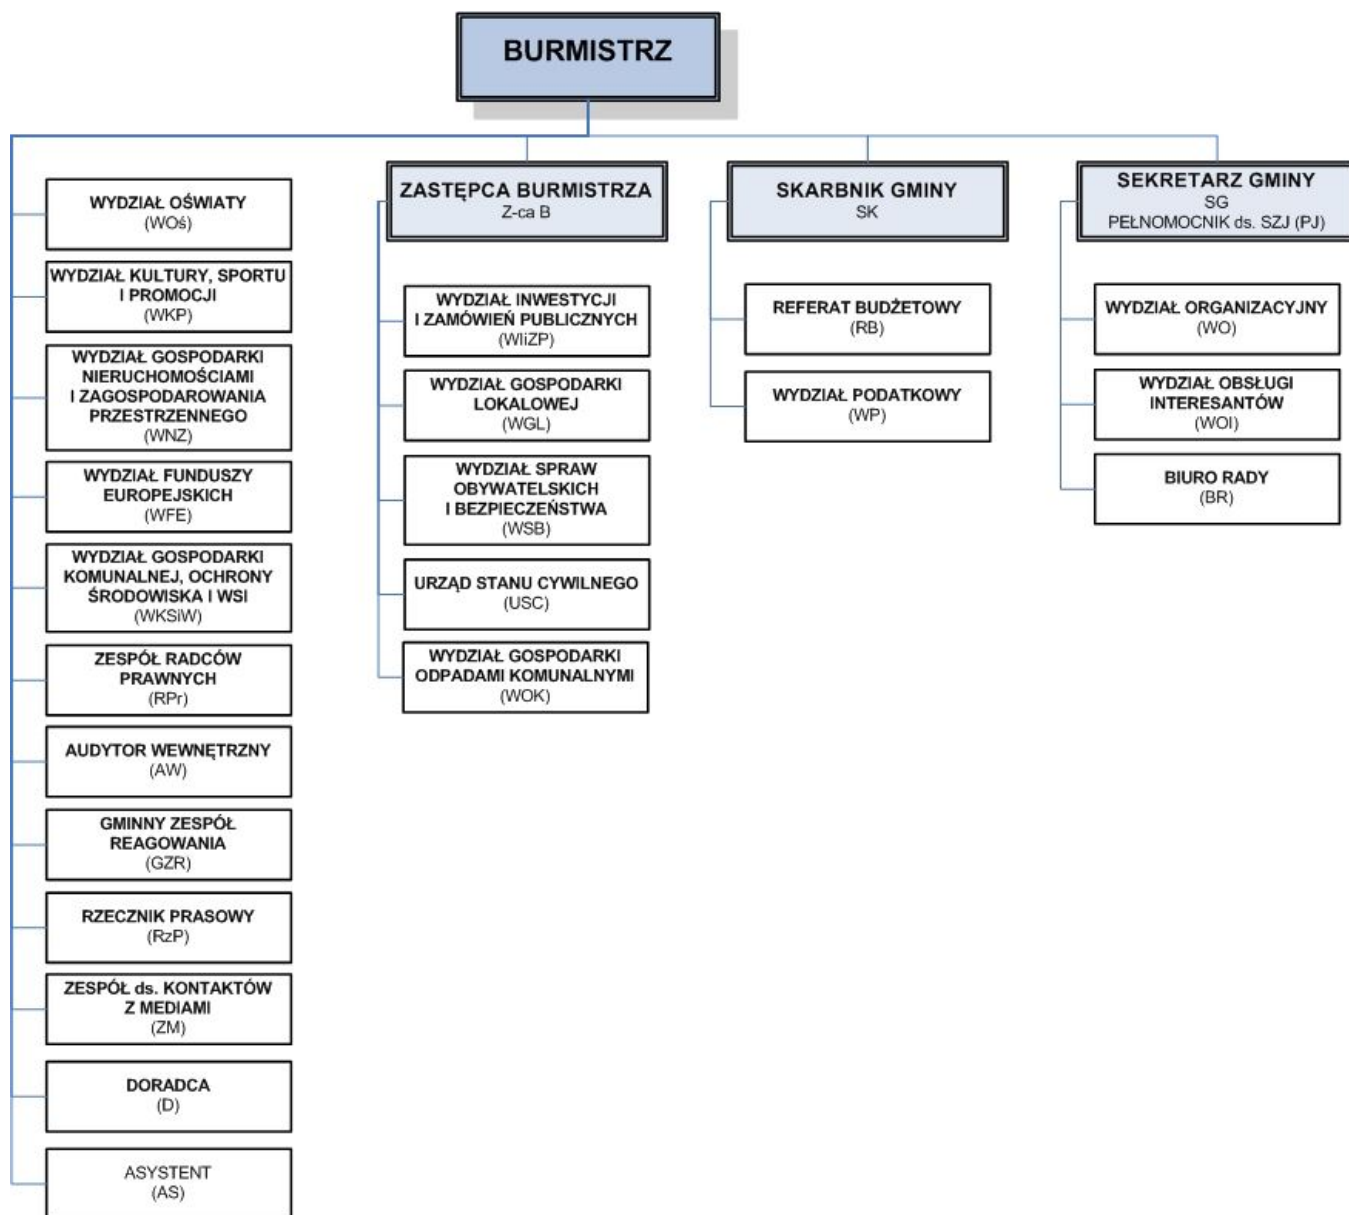 BURMISTRZ
WYDZIAŁ OŚWIATY
(WOś)
WYDZIAŁ KULTURY, SPORTU
I PROMOCJI
(WKP)
WYDZIAŁ GOSPODARKI
NIERUCHOMOŚCIAMI
I ZAGOSPODAROWANIA
PRZESTRZENNEGO
(WNZ)
WYDZIAŁ FUNDUSZY
EUROPEJSKICH
(WFE)
WYDZIAŁ GOSPODARKI
KOMUNALNEJ, OCHRONY
ŚRODOWISKA I WSI
(WKSiW)
ZESPÓŁ RADCÓW
PRAWNYCH
(RPr)
AUDYTOR WEWNĘTRZNY
(AW)
GMINNY ZESPÓŁ
REAGOWANIA
(GZR)
RZECZNIK PRASOWY
(RzP)
ZESPÓŁ ds. KONTAKTÓW
Z MEDIAMI
(ZM)
DORADCA
(D)
ASYSTENT
(AS)
ZASTĘPCA BURMISTRZA
Z-ca B
WYDZIAŁ INWESTYCJI
I ZAMÓWIEŃ PUBLICZNYCH
(WIiZP)
WYDZIAŁ GOSPODARKI
LOKALOWEJ
(WGL)
WYDZIAŁ SPRAW
OBYWATELSKICH
I BEZPIECZEŃSTWA
(WSB)
URZĄD STANU CYWILNEGO
(USC)
WYDZIAŁ GOSPODARKI
ODPADAMI KOMUNALNYMI
(WOK)
SKARBNIK GMINY
SK
REFERAT BUDŻETOWY
(RB)
WYDZIAŁ PODATKOWY
(WP)
SEKRETARZ GMINY
SG
PEŁNOMOCNIK ds. SZJ (PJ)
WYDZIAŁ ORGANIZACYJNY
(WO)
WYDZIAŁ OBSŁUGI
INTERESANTÓW
(WOI)
BIURO RADY
(BR)